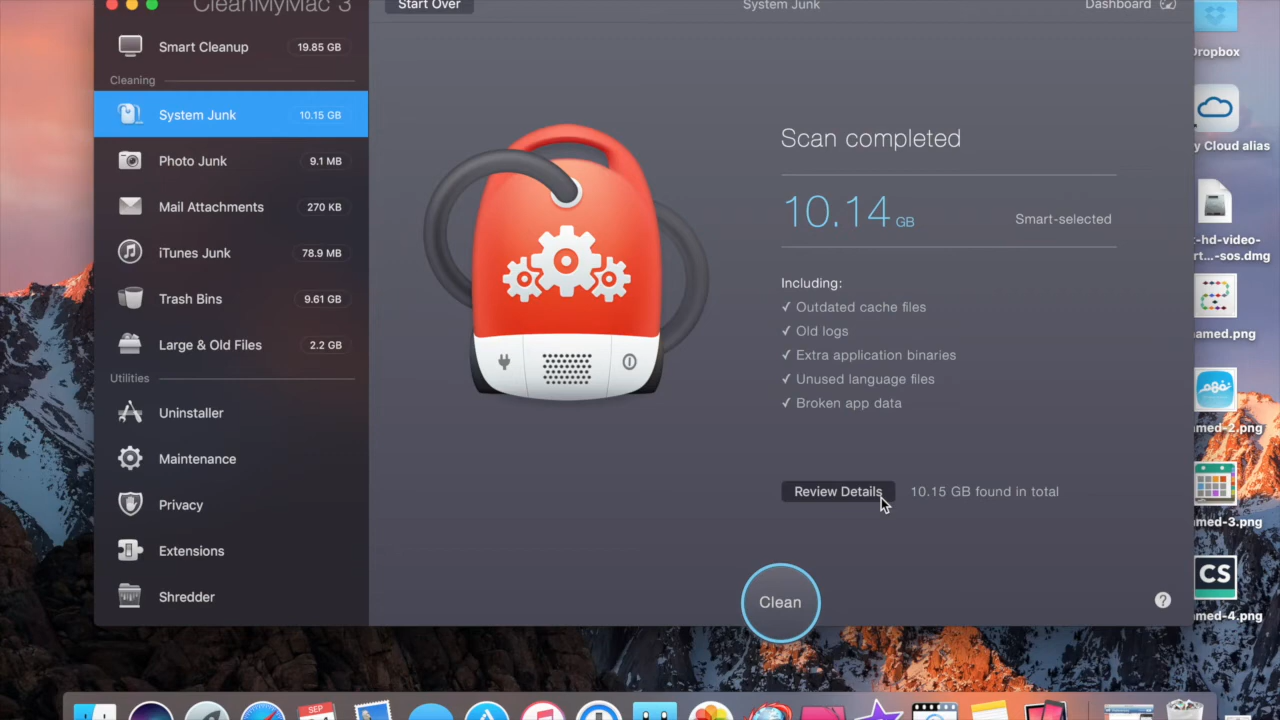 CleanMyMac 3
Start Over
System Junk
Dashboard
Smart Cleanup 19.85 GB
Cleaning
System Junk 10.15 GB
Photo Junk 9.1 MB
Mail Attachments 270 KB
iTunes Junk 78.9 MB
Trash Bins 9.61 GB
Large & Old Files 2.2 GB
Utilities
Uninstaller
Maintenance
Privacy
Extensions
Shredder
Scan completed
10.14 GB Smart-selected
Including:
✓ Outdated cache files
✓ Old logs
✓ Extra application binaries
✓ Unused language files
✓ Broken app data
Review Details 10.15 GB found in total
Clean
?
Dropbox
y Cloud alias
t-hd-video-
rt...-sos.dmg
named.png
amed-2.png
amed-3.png
CS
amed-4.png
SEP